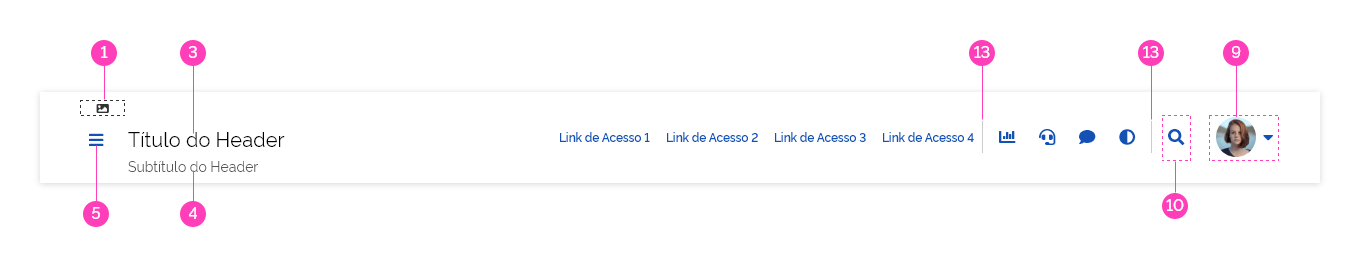 1 3 13 13 9
Título do Header
Link de Acesso 1 Link de Acesso 2 Link de Acesso 3 Link de Acesso 4
Subtítulo do Header
5 4 10